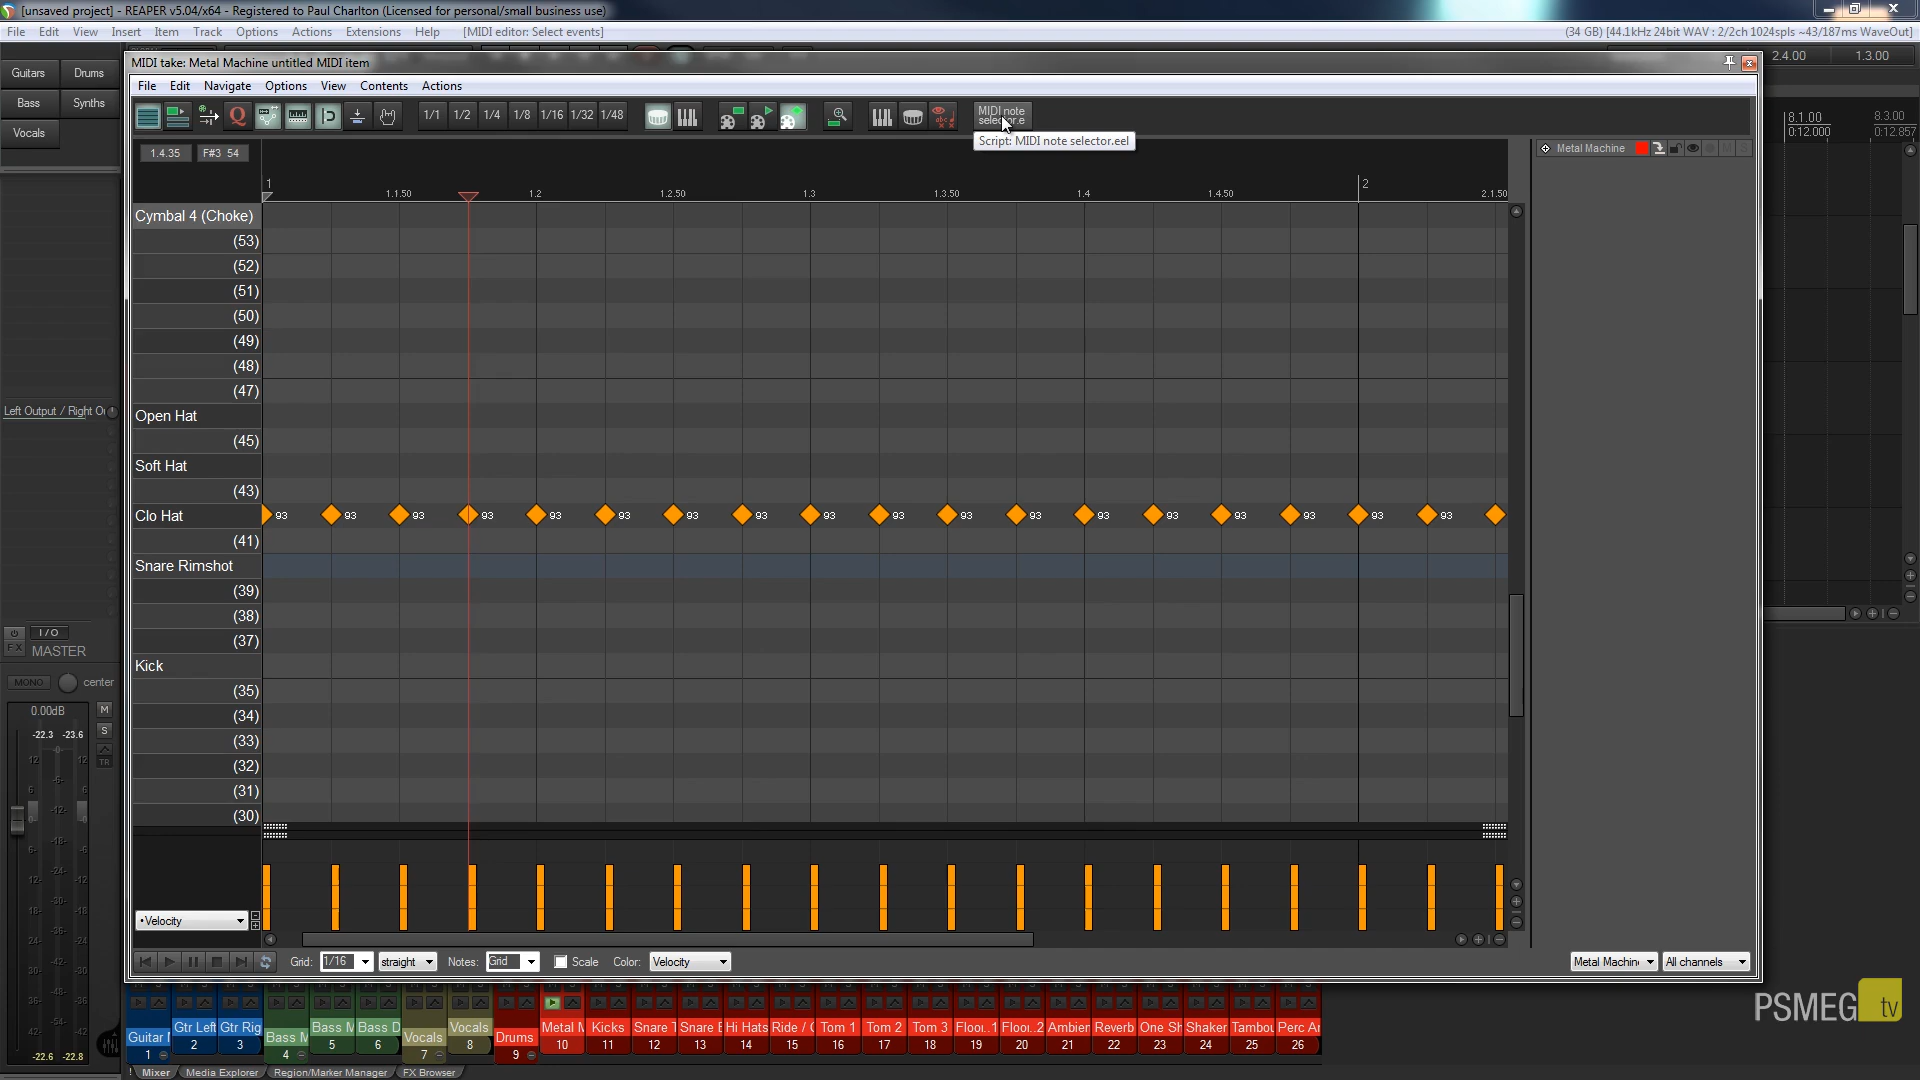 [unsaved project] - REAPER v5.04/x64 - Registered to Paul Charlton (Licensed for personal/small business use)
File Edit View Insert Item Track Options Actions Extensions Help [MIDI editor: Select events]
(34 GB) [44.1kHz 24bit WAV : 2/2ch 1024spls ~43/187ms WaveOut]
MIDI take: Metal Machine untitled MIDI item
2.4.00 1.3.00
Guitars Drums
Bass Synths
Vocals
File Edit Navigate Options View Contents Actions
Q 1/1 1/2 1/4 1/8 1/16 1/32 1/48
MIDI note
Script: MIDI note selector.eel
8.1.00 8.3.00
0:12.000 0:12.857
Metal Machine M S
1.4.35 F#3 54
1 1.1.50 1.2 1.2.50 1.3 1.3.50 1.4 1.4.50 2 2.1.50
Cymbal 4 (Choke)
(53)
(52)
(51)
(50)
(49)
(48)
(47)
Open Hat
(45)
Soft Hat
(43)
Clo Hat 93 93 93 93 93 93 93 93 93 93 93 93 93 93 93 93 93 93
(41)
Snare Rimshot
(39)
(38)
(37)
Kick
(35)
(34)
(33)
(32)
(31)
(30)
Left Output / Right O
I/O
FX MASTER
MONO center
0.00dB M
-22.3 -23.6 S
TR
-22.6 -22.8
•Velocity
Grid: 1/16 straight Notes: Grid Scale Color: Velocity
Metal Machin All channels
Guitar Gtr Left Gtr Rig Bass M Bass M Bass D Vocals Vocals Drums Metal M Kicks Snare T Snare B Hi Hats Ride / C Tom 1 Tom 2 Tom 3 Floor..1 Floor..2 Ambien Reverb One Sh Shaker Tambou Perc A
1 2 3 4 5 6 7 8 9 10 11 12 13 14 15 16 17 18 19 20 21 22 23 24 25 26
! Mixer Media Explorer Region/Marker Manager FX Browser
PSMEG tv